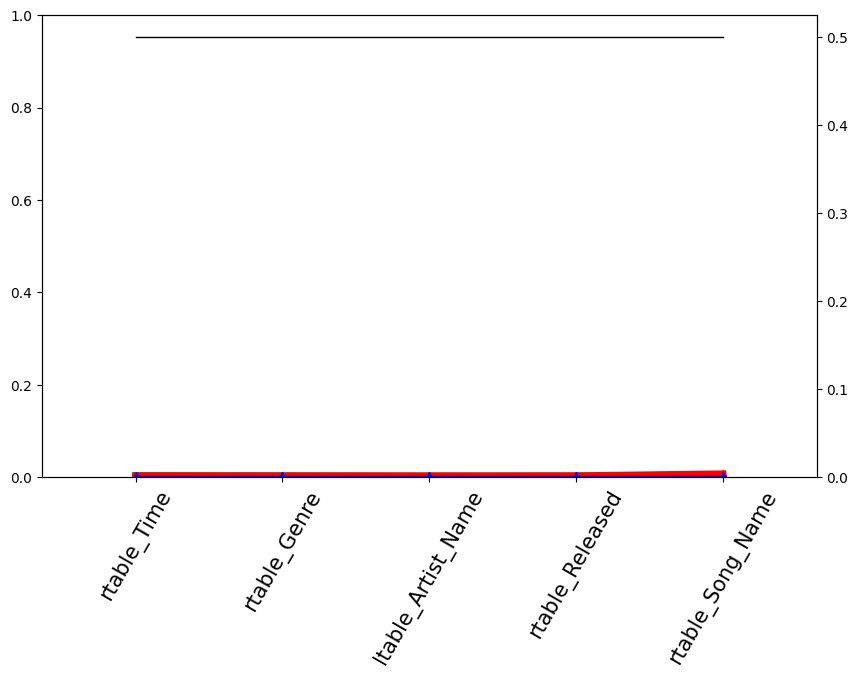 1.0
0.8
0.6
0.4
0.2
0.0
0.5
0.4
0.3
0.2
0.1
0.0
rtable_Time
rtable_Genre
ltable_Artist_Name
rtable_Released
rtable_Song_Name